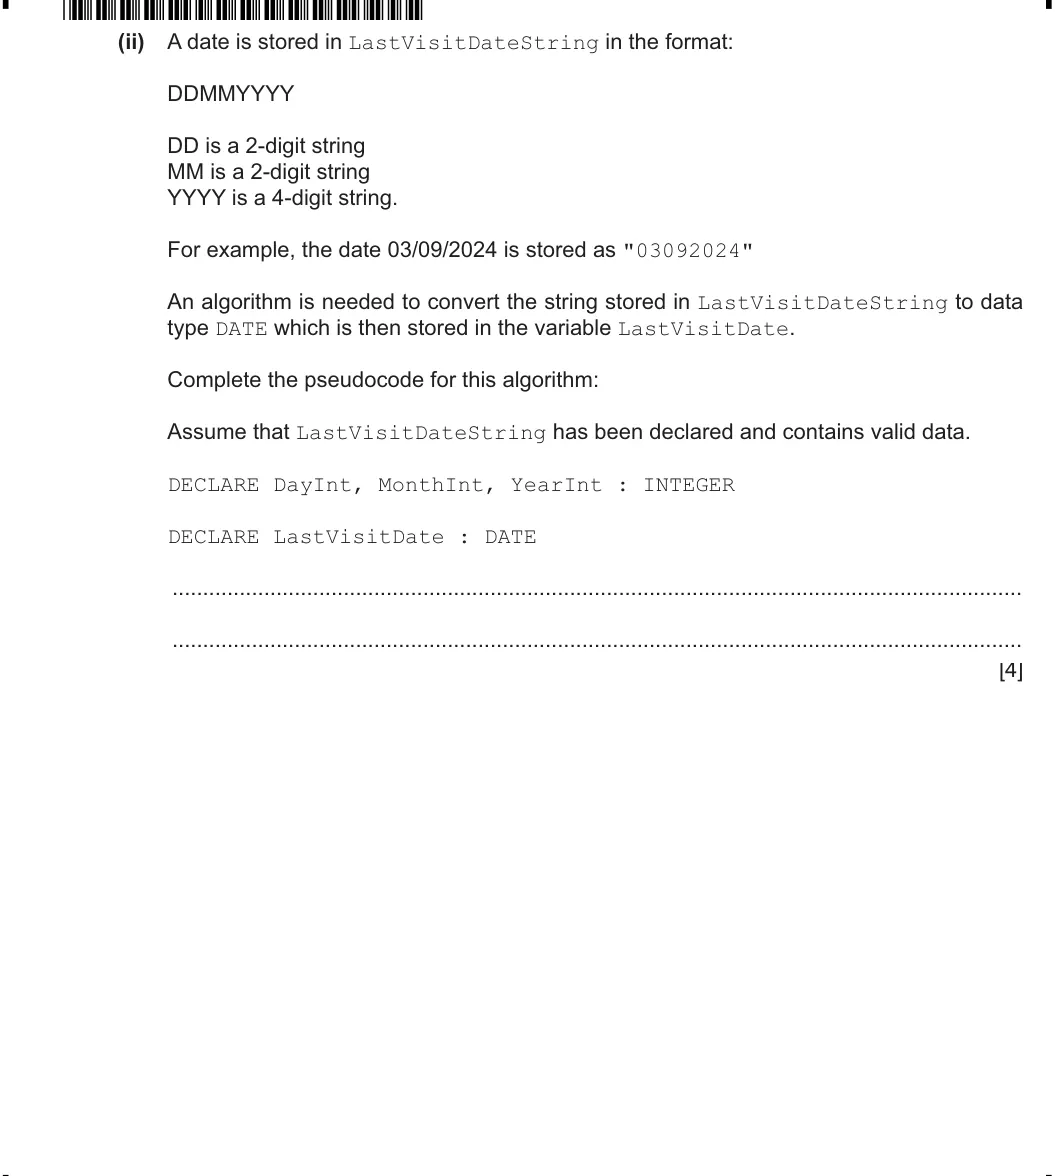 (ii) A date is stored in LastVisitDateString in the format:
DDMMYYYY
DD is a 2-digit string
MM is a 2-digit string
YYYY is a 4-digit string.
For example, the date 03/09/2024 is stored as "03092024"
An algorithm is needed to convert the string stored in LastVisitDateString to data
type DATE which is then stored in the variable LastVisitDate.
Complete the pseudocode for this algorithm:
Assume that LastVisitDateString has been declared and contains valid data.
DECLARE DayInt, MonthInt, YearInt : INTEGER
DECLARE LastVisitDate : DATE
[4]